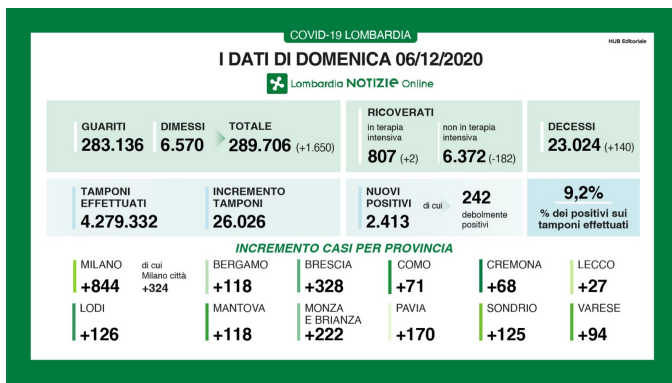 COVID-19 LOMBARDIA
HUB Editoriale
I DATI DI DOMENICA 06/12/2020
Lombardia NOTIZIE Online
GUARITI
283.136
DIMESSI
6.570
TOTALE
289.706 (+1.650)
RICOVERATI
in terapia
intensiva
807 (+2)
non in terapia
intensiva
6.372 (-182)
DECESSI
23.024 (+140)
TAMPONI
EFFETTUATI
4.279.332
INCREMENTO
TAMPONI
26.026
NUOVI
POSITIVI
2.413
di cui
242
debolmente
positivi
9,2%
% dei positivi sui
tamponi effettuati
INCREMENTO CASI PER PROVINCIA
MILANO
+844
di cui
Milano città
+324
BERGAMO
+118
BRESCIA
+328
COMO
+71
CREMONA
+68
LECCO
+27
LODI
+126
MANTOVA
+118
MONZA
E BRIANZA
+222
PAVIA
+170
SONDRIO
+125
VARESE
+94